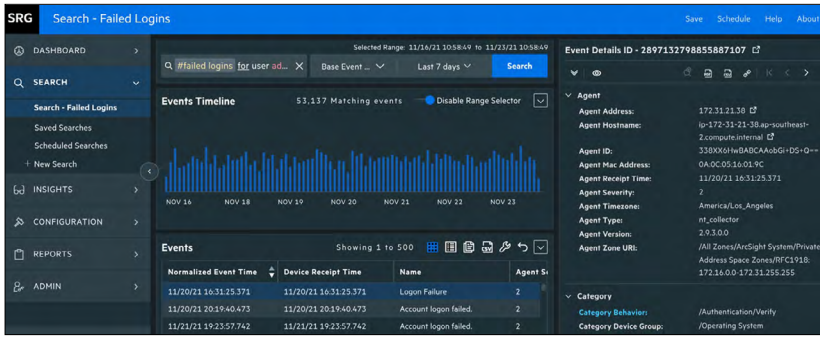 SRG Search - Failed Logins
Save Schedule Help About
DASHBOARD
SEARCH
Search - Failed Logins
Saved Searches
Scheduled Searches
+ New Search
INSIGHTS
CONFIGURATION
REPORTS
ADMIN
Selected Range: 11/16/21 10:58:49 to 11/23/21 10:58:49
#failed logins for user ad... Base Event ... Last 7 days Search
Events Timeline 53,137 Matching events Disable Range Selector
NOV 16 NOV 18 NOV 19 NOV 20 NOV 21 NOV 22 NOV 23
Events Showing 1 to 500
Normalized Event Time Device Receipt Time Name Agent Se
11/20/21 16:31:25.371 11/20/21 16:31:25.371 Logon Failure 2
11/20/21 20:19:40.473 11/20/21 20:19:40.473 Account logon failed. 2
11/21/21 19:23:57.742 11/21/21 19:23:57.742 Account logon failed. 2
Event Details ID - 2897132798855887107
Agent
Agent Address: 172.31.21.38
Agent Hostname: ip-172-31-21-38.ap-southeast-
2.compute.internal
Agent ID: 338XX6HwBABCAAobGi+DS+Q==
Agent Mac Address: 0A:0C:05:16:01:9C
Agent Receipt Time: 11/20/21 16:31:25.371
Agent Severity: 2
Agent Timezone: America/Los_Angeles
Agent Type: nt_collector
Agent Version: 2.9.3.0.0
Agent Zone URI: /All Zones/ArcSight System/Private
Address Space Zones/RFC1918:
172.16.0.0-172.31.255.255
Category
Category Behavior: /Authentication/Verify
Category Device Group: /Operating System